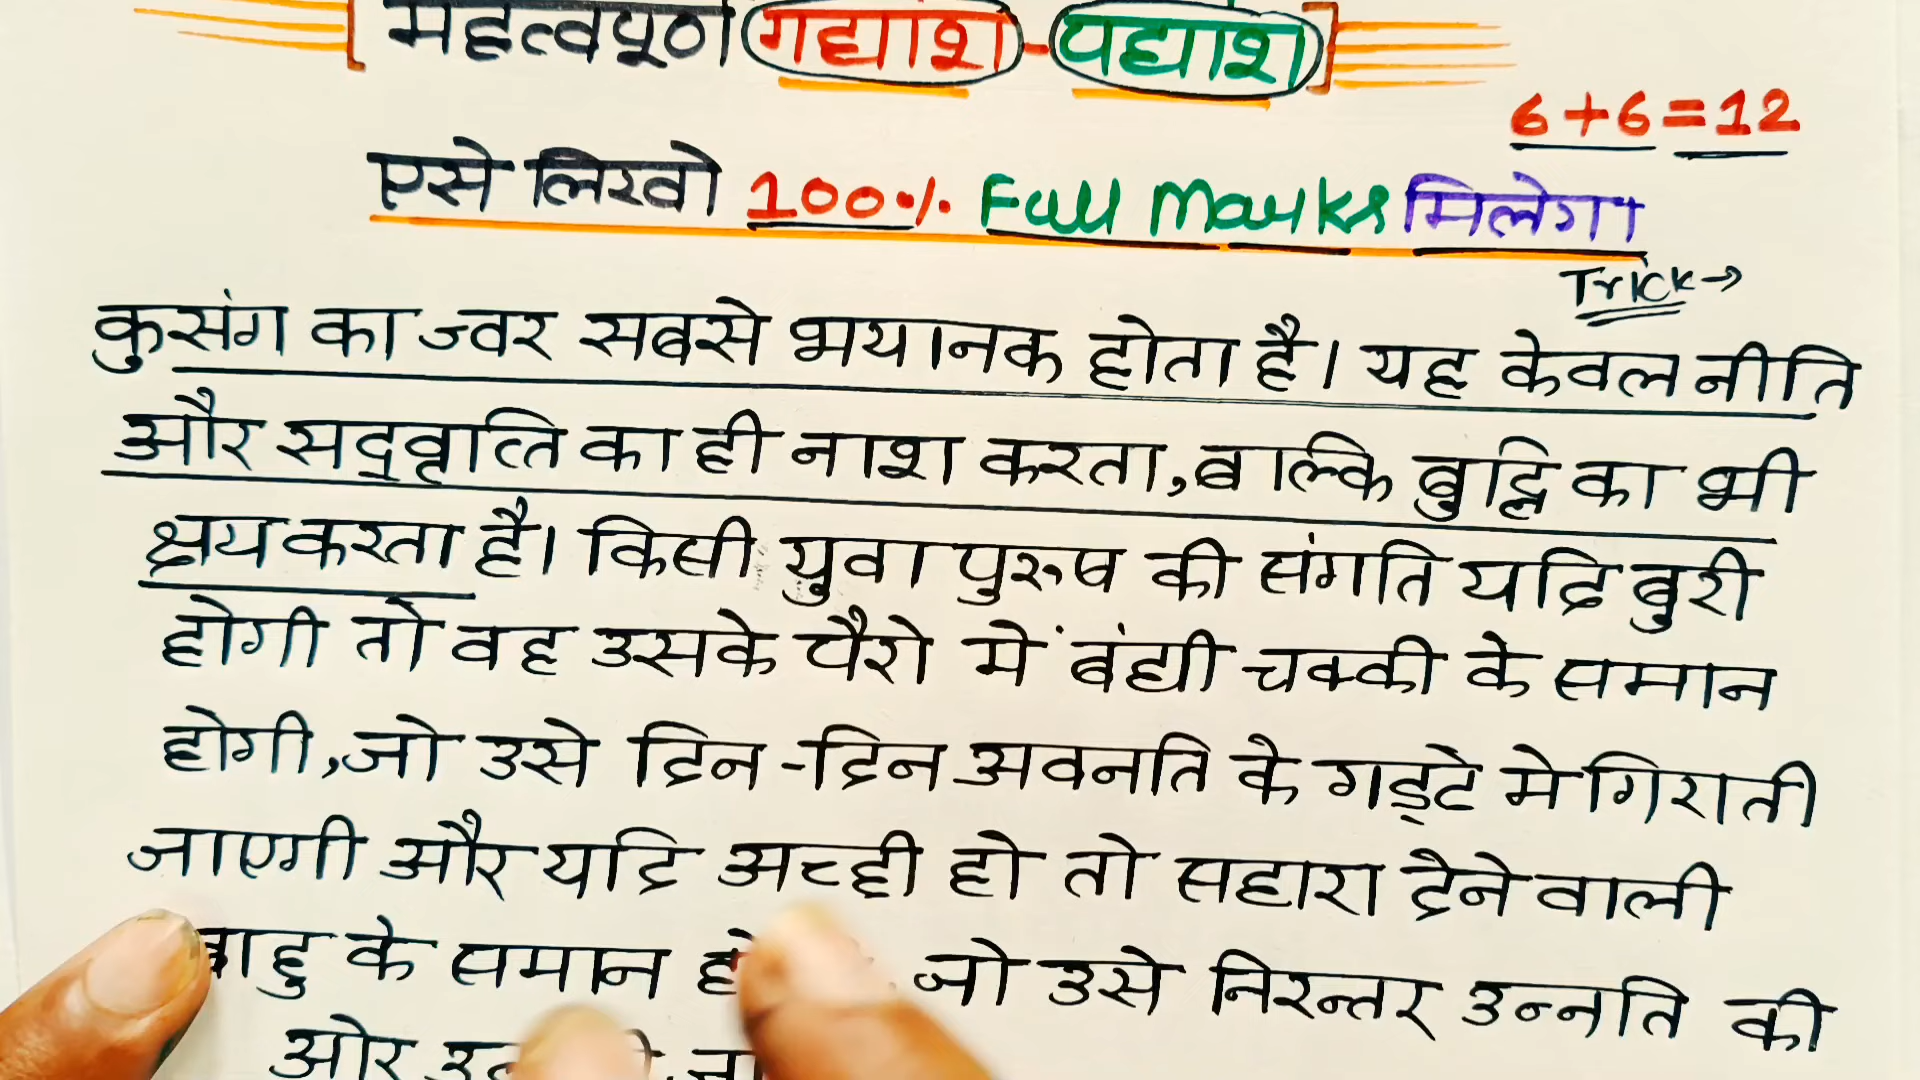 महत्वपूर्ण गद्यांश-पद्यांश
6+6=12
एसे लिखो 100% Full Marks मिलेगा
Trick→
कुसंग का ज्वर सबसे भयानक होता है। यह केवल नीति
और सद्‌वृत्ति का ही नाश करता, बल्कि बुद्धि का भी
क्षय करता है। किसी युवा पुरुष की संगति यदि बुरी
होगी तो वह उसके पैरो में बंधी चक्की के समान
होगी, जो उसे दिन-दिन अवनति के गड्टे मे गिराती
जाएगी और यदि अच्छी हो तो सहारा देने वाली
बाहु के समान जो उसे निरन्तर उन्नति की
ओर